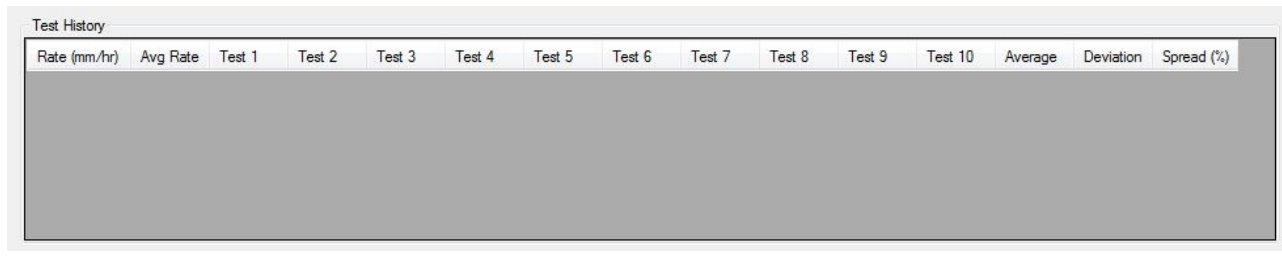 Test History
Rate (mm/hr) Avg Rate Test 1 Test 2 Test 3 Test 4 Test 5 Test 6 Test 7 Test 8 Test 9 Test 10 Average Deviation Spread (%)